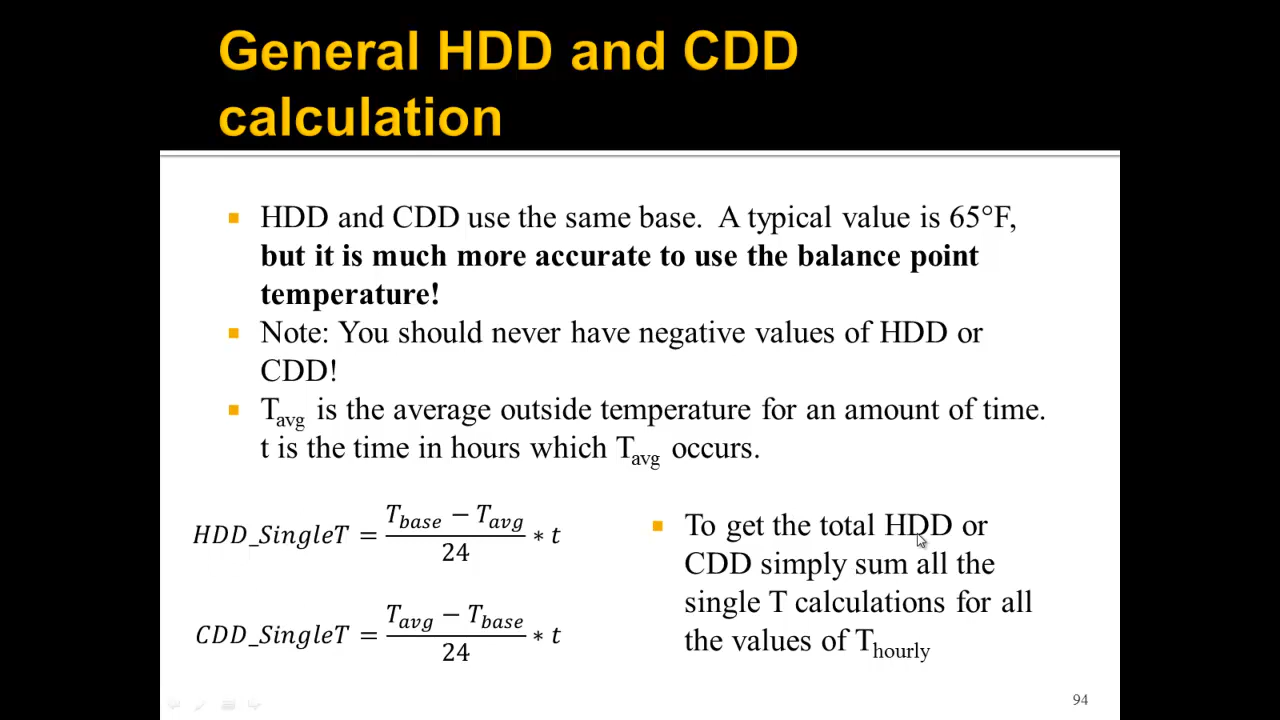 General HDD and CDD
calculation
HDD and CDD use the same base. A typical value is 65°F,
but it is much more accurate to use the balance point
temperature!
Note: You should never have negative values of HDD or
CDD!
T_avg is the average outside temperature for an amount of time.
t is the time in hours which T_avg occurs.
HDD_SingleT = (T_base − T_avg)/24 * t
CDD_SingleT = (T_avg − T_base)/24 * t
To get the total HDD or
CDD simply sum all the
single T calculations for all
the values of T_hourly
94